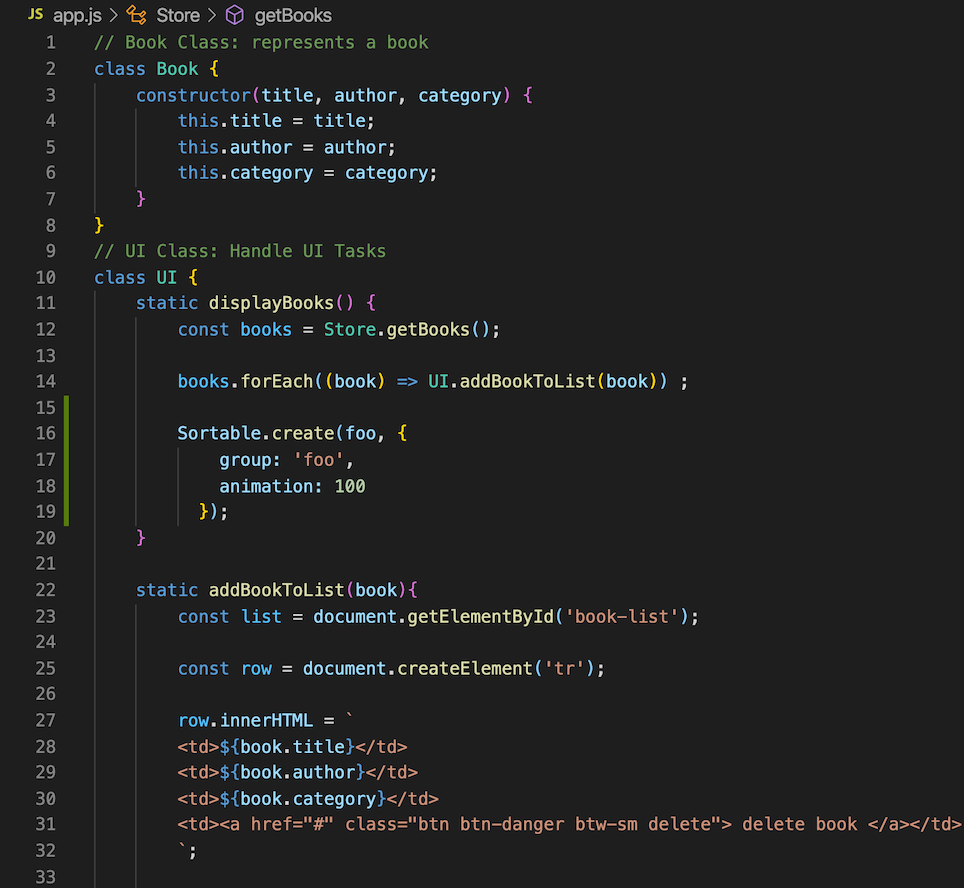 JS app.js > Store > getBooks
1 // Book Class: represents a book
2 class Book {
3     constructor(title, author, category) {
4         this.title = title;
5         this.author = author;
6         this.category = category;
7     }
8 }
9 // UI Class: Handle UI Tasks
10 class UI {
11     static displayBooks() {
12         const books = Store.getBooks();
13
14         books.forEach((book) => UI.addBookToList(book)) ;
15
16         Sortable.create(foo, {
17             group: 'foo',
18             animation: 100
19           });
20     }
21
22     static addBookToList(book){
23         const list = document.getElementById('book-list');
24
25         const row = document.createElement('tr');
26
27         row.innerHTML = `
28         <td>${book.title}</td>
29         <td>${book.author}</td>
30         <td>${book.category}</td>
31         <td><a href="#" class="btn btn-danger btw-sm delete"> delete book </a></td>
32         `;
33